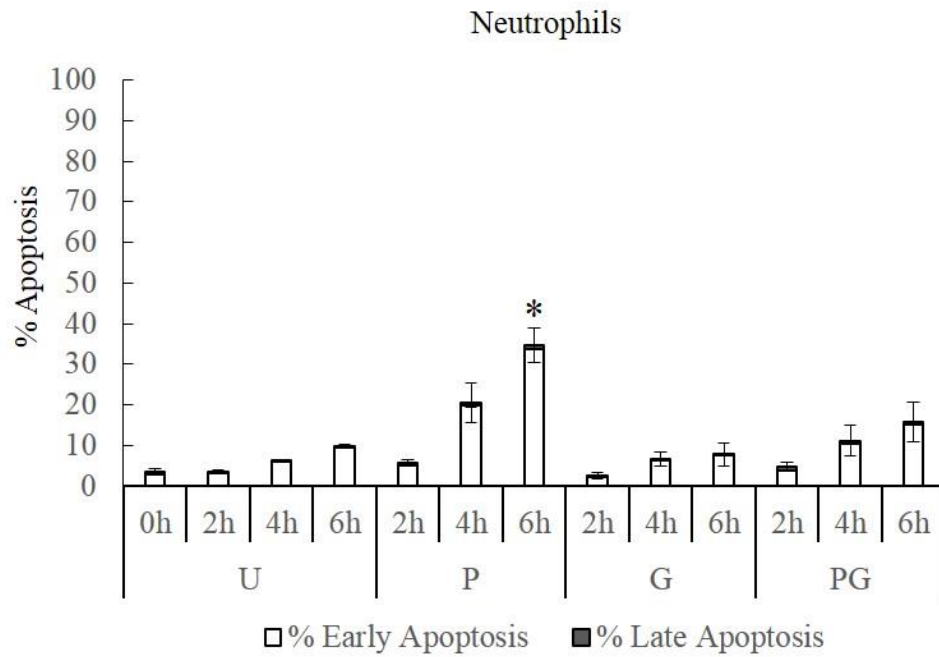 Neutrophils
100
90
80
70
60
50
40
30
20
10
0
% Apoptosis
*
0h 2h 4h 6h 2h 4h 6h 2h 4h 6h 2h 4h 6h
U P G PG
% Early Apoptosis % Late Apoptosis